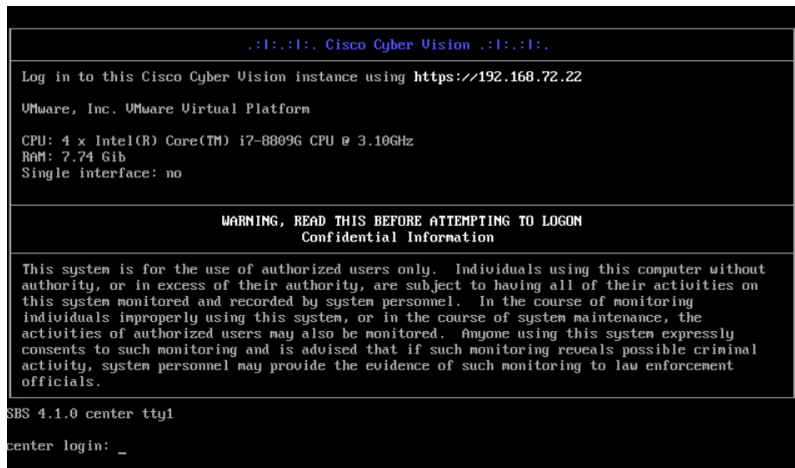 .:|:.:|:. Cisco Cyber Vision .:|:.:|:.
Log in to this Cisco Cyber Vision instance using https://192.168.72.22
VMware, Inc. VMware Virtual Platform
CPU: 4 x Intel(R) Core(TM) i7-8809G CPU @ 3.10GHz
RAM: 7.74 Gib
Single interface: no
WARNING, READ THIS BEFORE ATTEMPTING TO LOGON
Confidential Information
This system is for the use of authorized users only.  Individuals using this computer without
authority, or in excess of their authority, are subject to having all of their activities on
this system monitored and recorded by system personnel.  In the course of monitoring
individuals improperly using this system, or in the course of system maintenance, the
activities of authorized users may also be monitored.  Anyone using this system expressly
consents to such monitoring and is advised that if such monitoring reveals possible criminal
activity, system personnel may provide the evidence of such monitoring to law enforcement
officials.
SBS 4.1.0 center tty1
center login: _